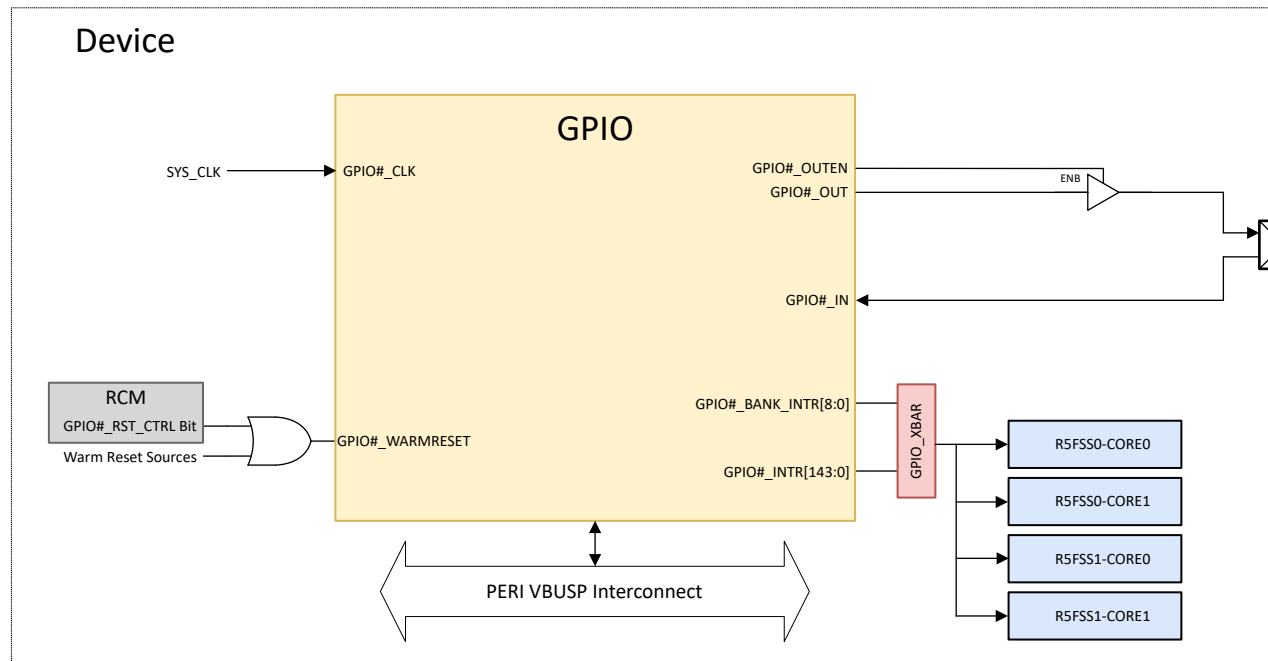 Device
GPIO
SYS_CLK
GPIO#_CLK
GPIO#_OUTEN
GPIO#_OUT
ENB
GPIO#_IN
RCM
GPIO#_RST_CTRL Bit
Warm Reset Sources
GPIO#_WARMRESET
GPIO#_BANK_INTR[8:0]
GPIO#_INTR[143:0]
GPIO_XBAR
R5FSS0-CORE0
R5FSS0-CORE1
R5FSS1-CORE0
R5FSS1-CORE1
PERI VBUSP Interconnect